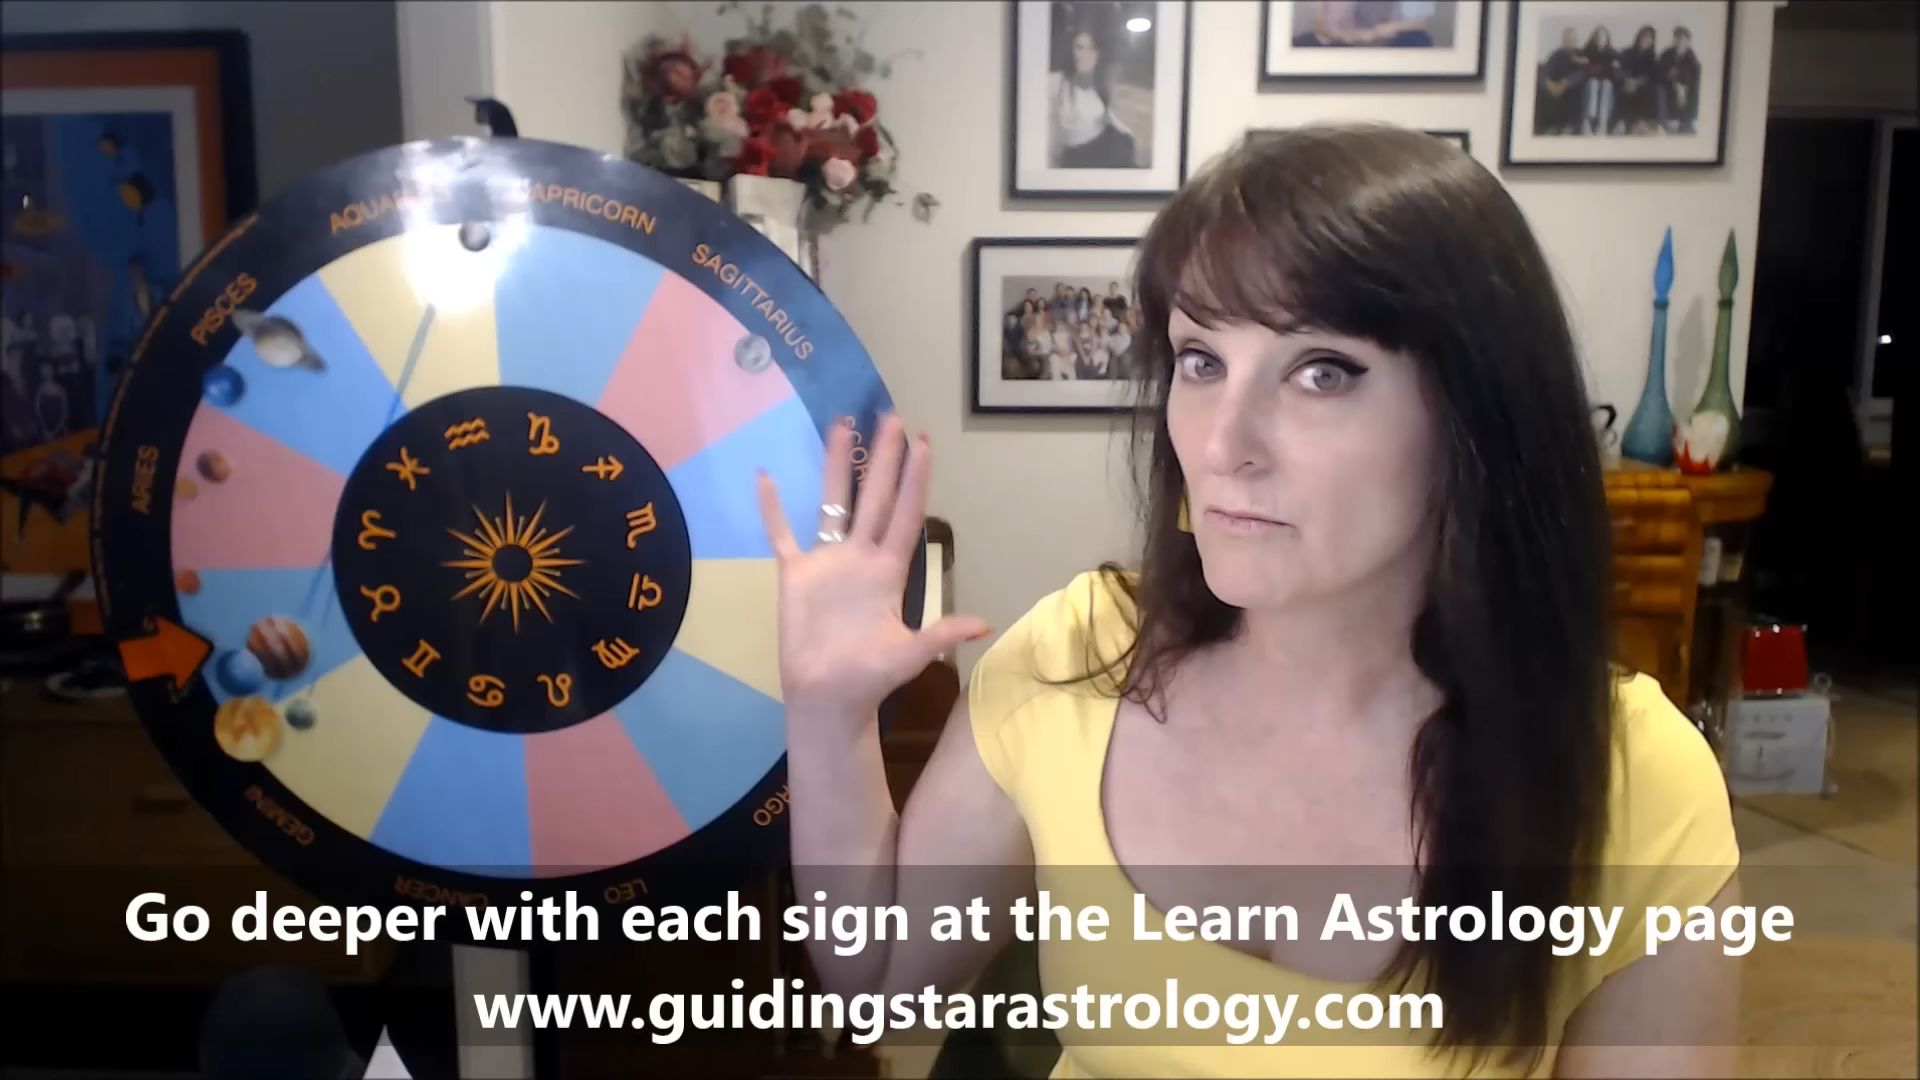 CAPRICORN
SAGITTARIUS
PISCES
ARIES
GEMINI
CANCER
LEO
Go deeper with each sign at the Learn Astrology page
www.guidingstarastrology.com